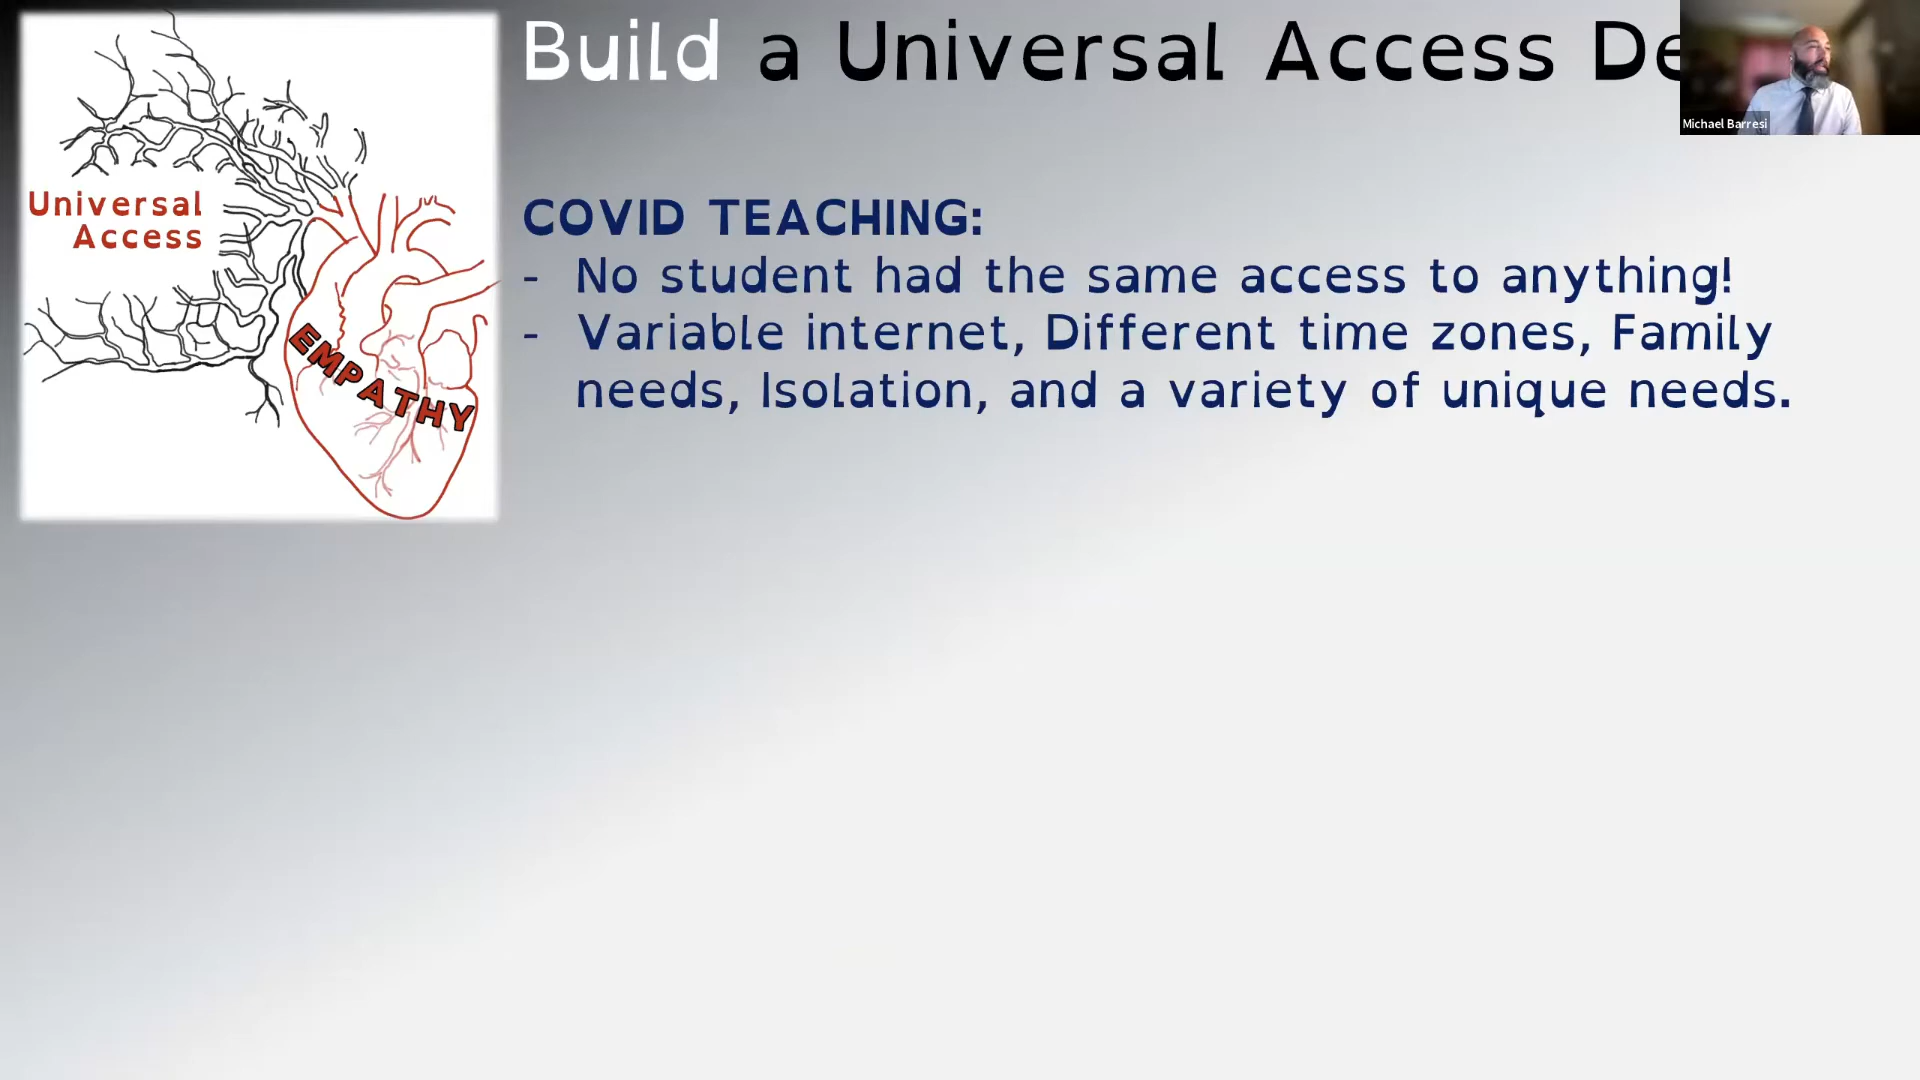 Build a Universal Access De
Michael Barresi
Universal
Access
EMPATHY
COVID TEACHING:
- No student had the same access to anything!
- Variable internet, Different time zones, Family
needs, Isolation, and a variety of unique needs.